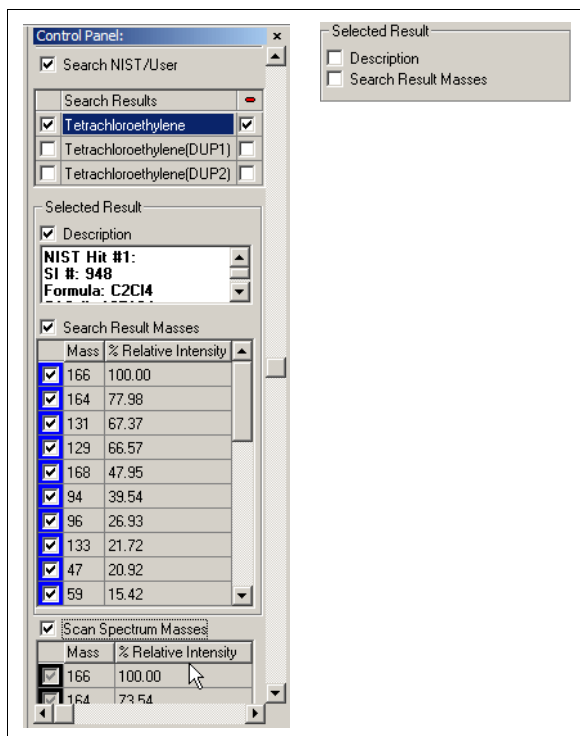 Control Panel:
Search NIST/User
Search Results
Tetrachloroethylene
Tetrachloroethylene(DUP1)
Tetrachloroethylene(DUP2)
Selected Result
Description
NIST Hit #1:
SI #: 948
Formula: C2Cl4
Search Result Masses
Mass % Relative Intensity
166 100.00
164 77.98
131 67.37
129 66.57
168 47.95
94 39.54
96 26.93
133 21.72
47 20.92
59 15.42
Scan Spectrum Masses
Mass % Relative Intensity
166 100.00
164 73.54
Selected Result
Description
Search Result Masses